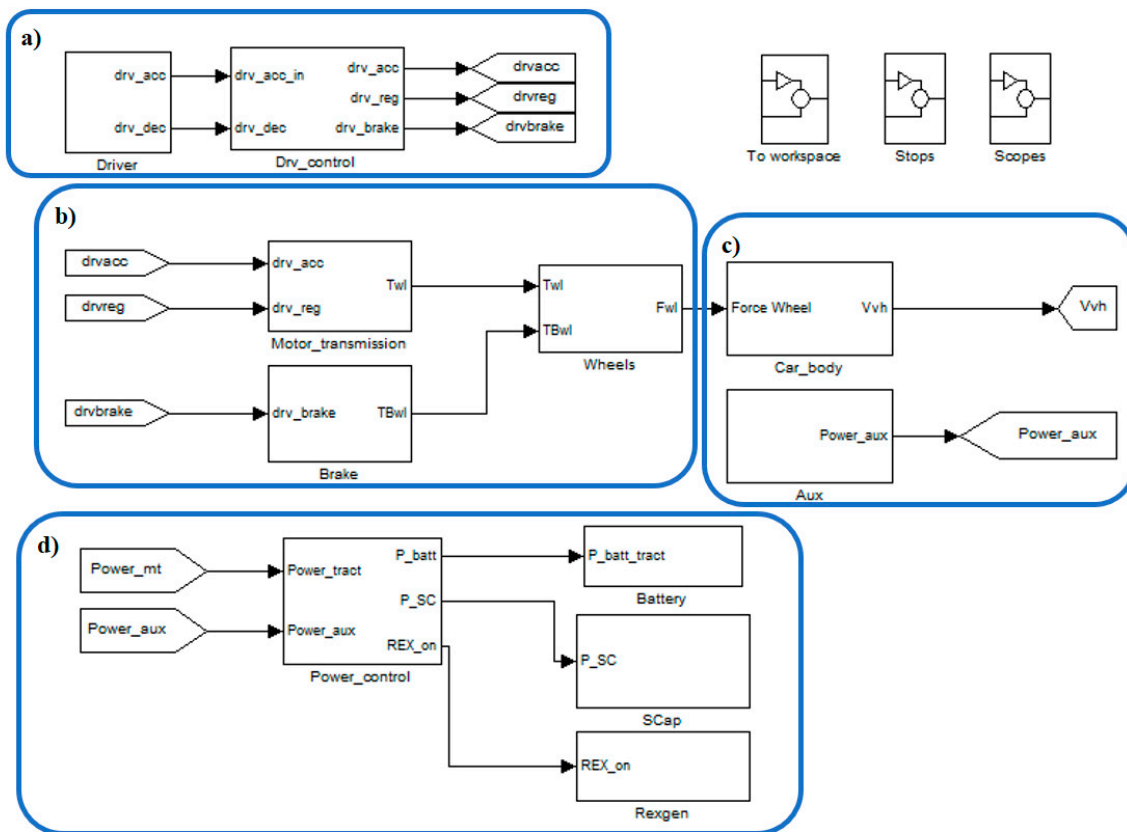 a)
drv_acc
drv_dec
Driver
drv_acc_in
drv_dec
drv_acc
drv_reg
drv_brake
Drv_control
drvacc
drvreg
drvbrake
To workspace
Stops
Scopes
b)
drvacc
drvreg
drv_acc
drv_reg
Twl
Motor_transmission
drvbrake
drv_brake
TBwl
Brake
Twl
TBwl
Fwl
Wheels
c)
Force Wheel
Vvh
Car_body
Vvh
Power_aux
Aux
Power_aux
d)
Power_mt
Power_aux
Power_tract
Power_aux
P_batt
P_SC
REX_on
Power_control
P_batt_tract
Battery
P_SC
SCap
REX_on
Rexgen